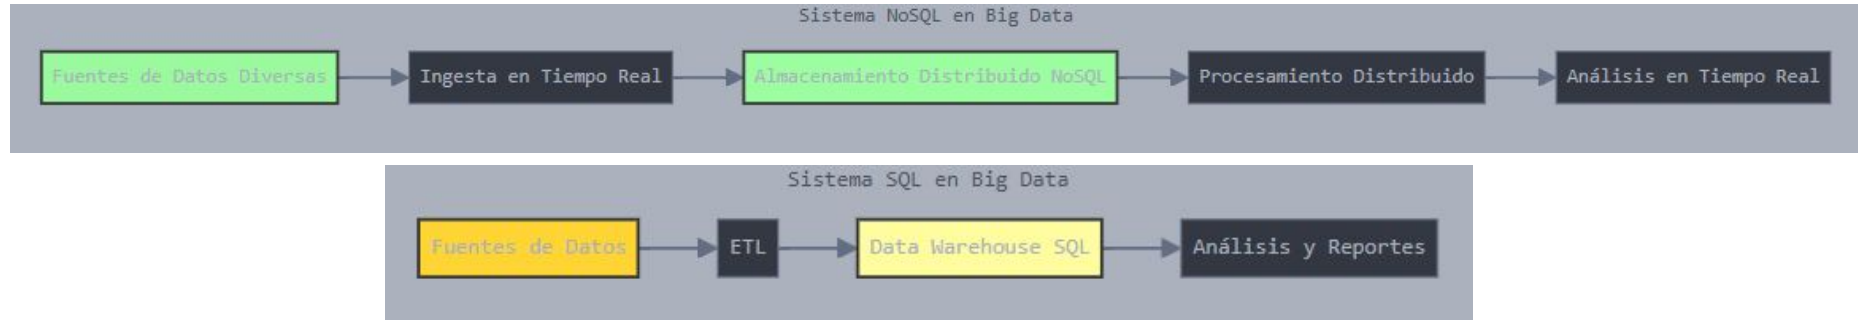 Sistema NoSQL en Big Data
Fuentes de Datos Diversas
Ingesta en Tiempo Real
Almacenamiento Distribuido NoSQL
Procesamiento Distribuido
Análisis en Tiempo Real
Sistema SQL en Big Data
Fuentes de Datos
ETL
Data Warehouse SQL
Análisis y Reportes